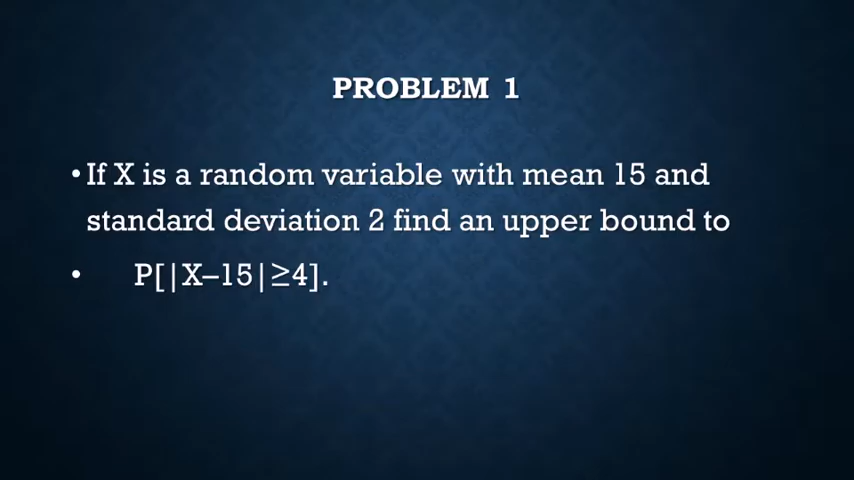 PROBLEM 1
• If X is a random variable with mean 15 and
standard deviation 2 find an upper bound to
• P[|X–15|≥4].